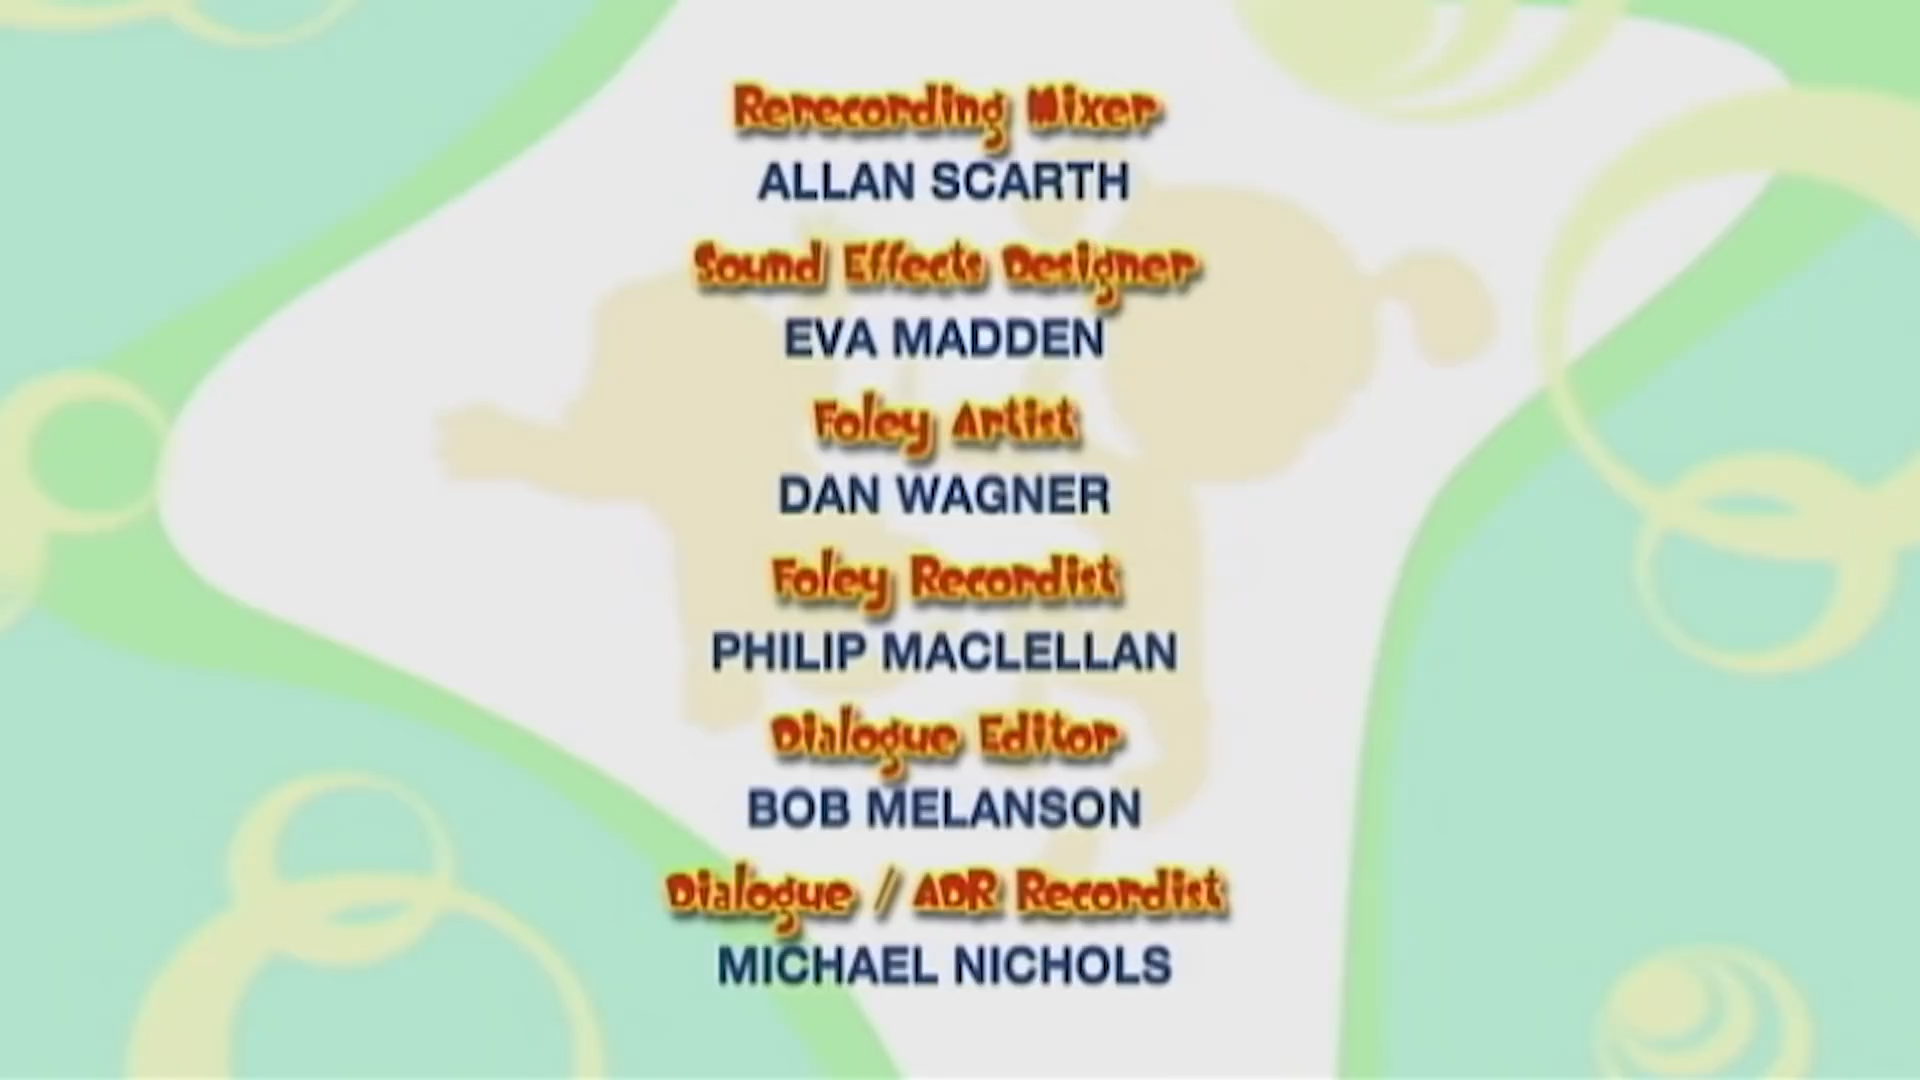 Rerecording Mixer
ALLAN SCARTH
Sound Effects Designer
EVA MADDEN
Foley Artist
DAN WAGNER
Foley Recordist
PHILIP MACLELLAN
Dialogue Editor
BOB MELANSON
Dialogue / ADR Recordist
MICHAEL NICHOLS